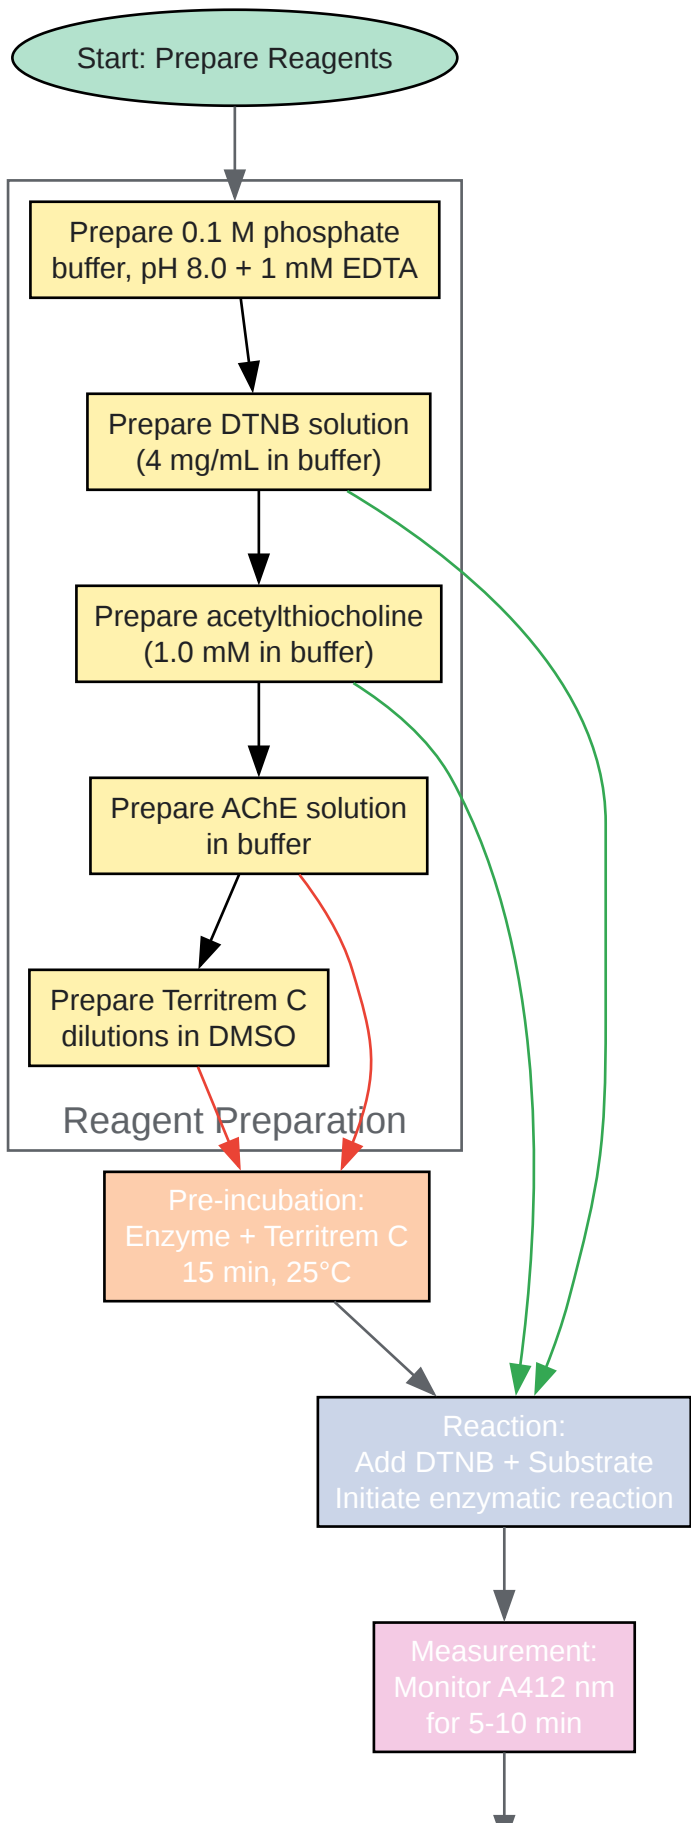 Start: Prepare Reagents
Prepare 0.1 M phosphate
buffer, pH 8.0 + 1 mM EDTA
Prepare DTNB solution
(4 mg/mL in buffer)
Prepare acetylthiocholine
(1.0 mM in buffer)
Prepare AChE solution
in buffer
Prepare Territrem C
dilutions in DMSO
Reagent Preparation
Pre-incubation:
Enzyme + Territrem C
15 min, 25°C
Reaction:
Add DTNB + Substrate
Initiate enzymatic reaction
Measurement:
Monitor A412 nm
for 5-10 min